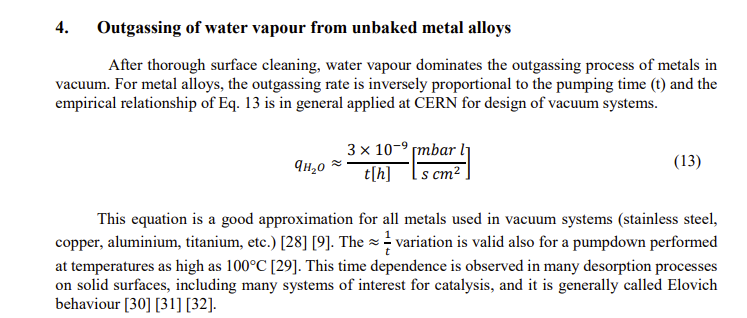 4. Outgassing of water vapour from unbaked metal alloys
After thorough surface cleaning, water vapour dominates the outgassing process of metals in
vacuum. For metal alloys, the outgassing rate is inversely proportional to the pumping time (t) and the
empirical relationship of Eq. 13 is in general applied at CERN for design of vacuum systems.
q_{H_2O} ≈ \frac{3 × 10^{-9}}{t[h]} [\frac{mbar l}{s cm^2}] (13)
This equation is a good approximation for all metals used in vacuum systems (stainless steel,
copper, aluminium, titanium, etc.) [28] [9]. The ≈ \frac{1}{t} variation is valid also for a pumpdown performed
at temperatures as high as 100°C [29]. This time dependence is observed in many desorption processes
on solid surfaces, including many systems of interest for catalysis, and it is generally called Elovich
behaviour [30] [31] [32].